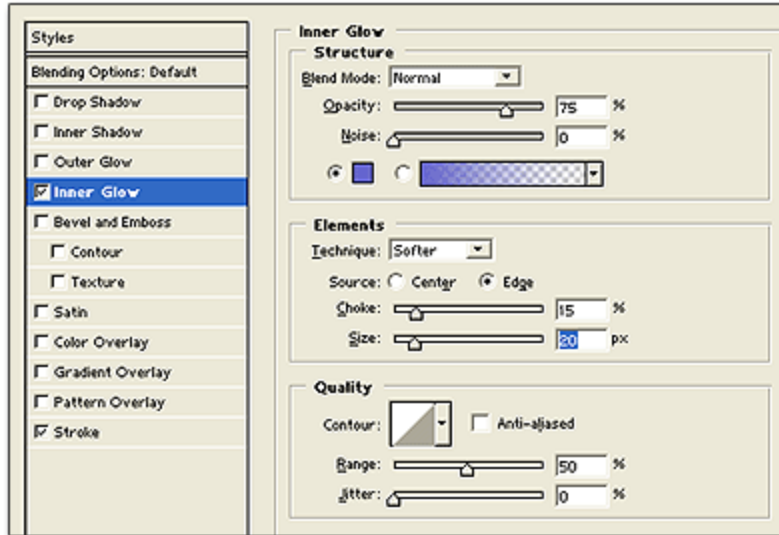 Styles
Blending Options: Default
Drop Shadow
Inner Shadow
Outer Glow
Inner Glow
Bevel and Emboss
Contour
Texture
Satin
Color Overlay
Gradient Overlay
Pattern Overlay
Stroke
Inner Glow
Structure
Blend Mode: Normal
Opacity: 75 %
Noise: 0 %
Elements
Technique: Softer
Source: Center Edge
Choke: 15 %
Size: 20 px
Quality
Contour: Anti-aliased
Range: 50 %
Jitter: 0 %